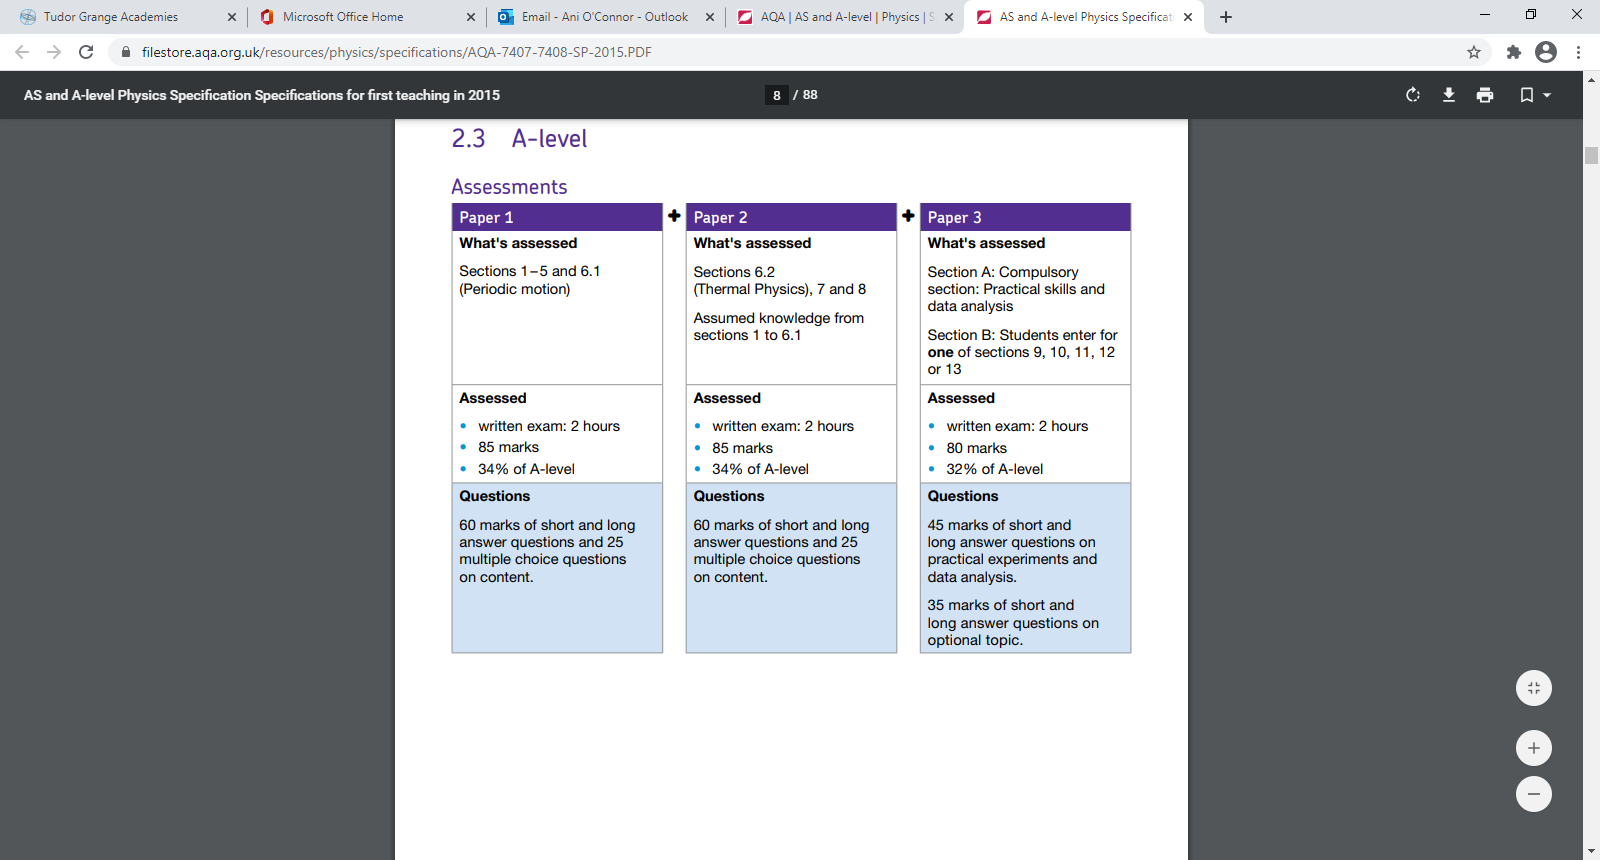 Tudor Grange Academies
Microsoft Office Home
Email - Ani O'Connor - Outlook
AQA | AS and A-level | Physics | S
AS and A-level Physics Specificat
filestore.aqa.org.uk/resources/physics/specifications/AQA-7407-7408-SP-2015.PDF
AS and A-level Physics Specification Specifications for first teaching in 2015
8 / 88
2.3 A-level
Assessments
Paper 1
What's assessed
Sections 1–5 and 6.1
(Periodic motion)
Assessed
• written exam: 2 hours
• 85 marks
• 34% of A-level
Questions
60 marks of short and long
answer questions and 25
multiple choice questions
on content.
+
Paper 2
What's assessed
Sections 6.2
(Thermal Physics), 7 and 8
Assumed knowledge from
sections 1 to 6.1
Assessed
• written exam: 2 hours
• 85 marks
• 34% of A-level
Questions
60 marks of short and long
answer questions and 25
multiple choice questions
on content.
+
Paper 3
What's assessed
Section A: Compulsory
section: Practical skills and
data analysis
Section B: Students enter for
one of sections 9, 10, 11, 12
or 13
Assessed
• written exam: 2 hours
• 80 marks
• 32% of A-level
Questions
45 marks of short and
long answer questions on
practical experiments and
data analysis.
35 marks of short and
long answer questions on
optional topic.